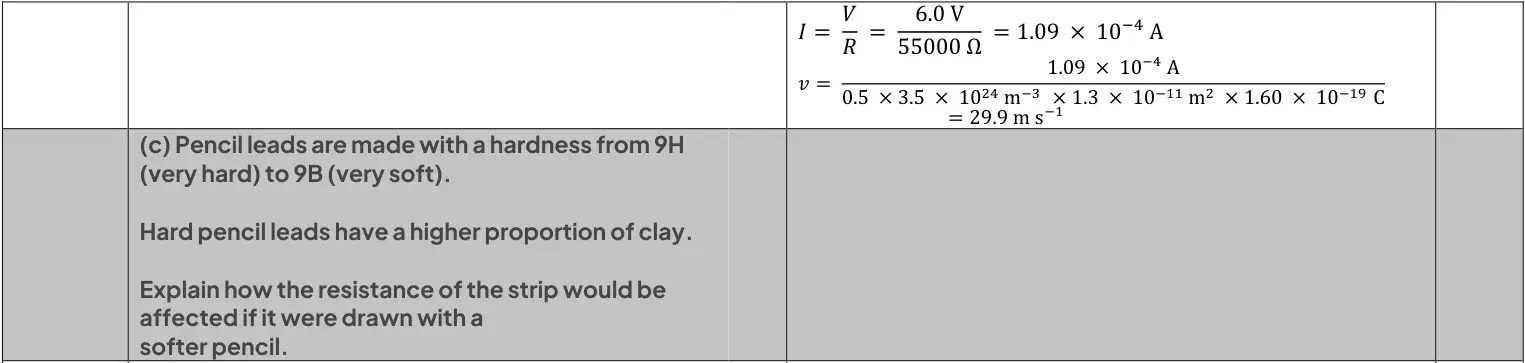 I = V/R = 6.0 V/55000 Ω = 1.09 × 10⁻⁴ A
v = 1.09 × 10⁻⁴ A/0.5 × 3.5 × 10²⁴ m⁻³ × 1.3 × 10⁻¹¹ m² × 1.60 × 10⁻¹⁹ C
= 29.9 m s⁻¹
(c) Pencil leads are made with a hardness from 9H
(very hard) to 9B (very soft).
Hard pencil leads have a higher proportion of clay.
Explain how the resistance of the strip would be
affected if it were drawn with a
softer pencil.